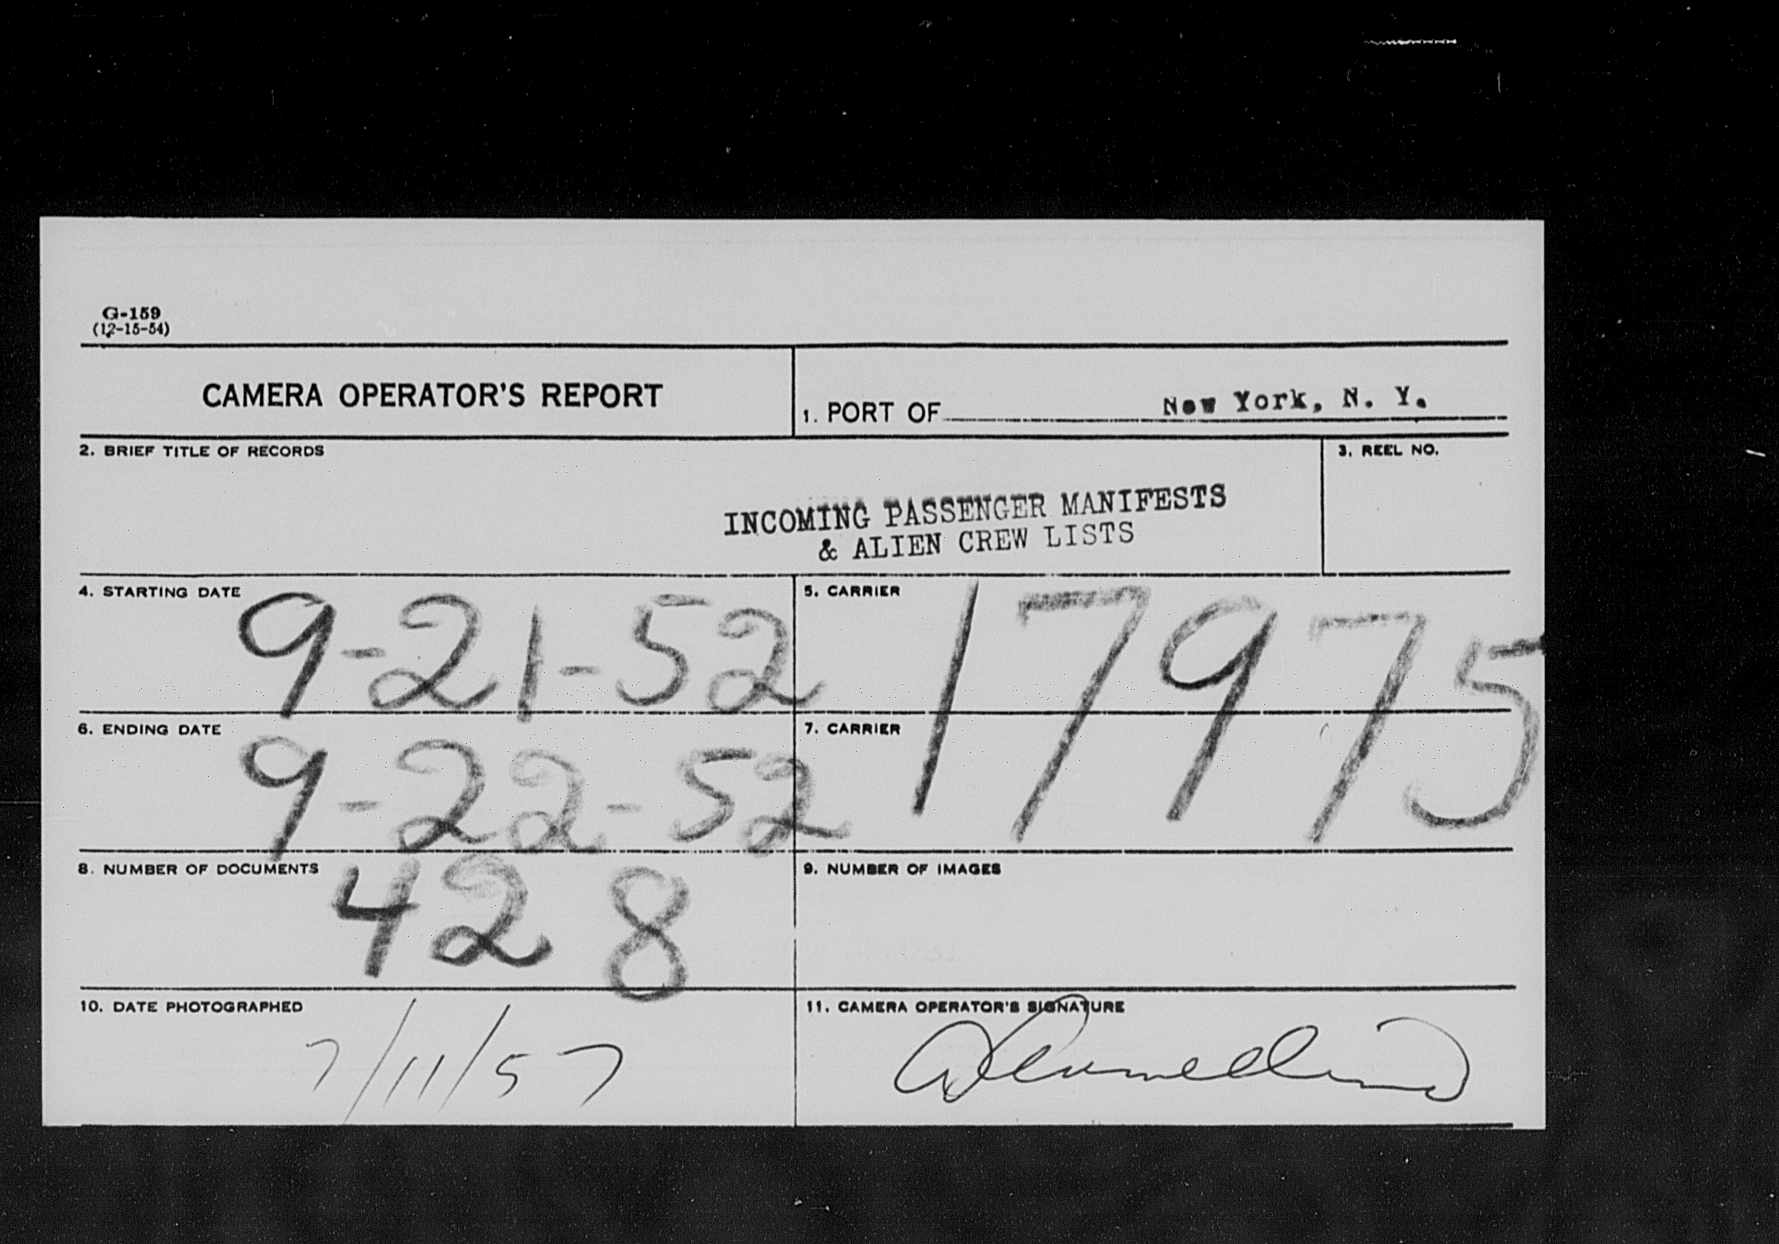 G-159
(12-15-54)
CAMERA OPERATOR'S REPORT
1. PORT OF New York, N. Y.
2. BRIEF TITLE OF RECORDS
3. REEL NO.
INCOMING PASSENGER MANIFESTS
& ALIEN CREW LISTS
4. STARTING DATE
9-21-52
5. CARRIER
17975
6. ENDING DATE
9-22-52
7. CARRIER
8. NUMBER OF DOCUMENTS
428
9. NUMBER OF IMAGES
10. DATE PHOTOGRAPHED
7/11/57
11. CAMERA OPERATOR'S SIGNATURE